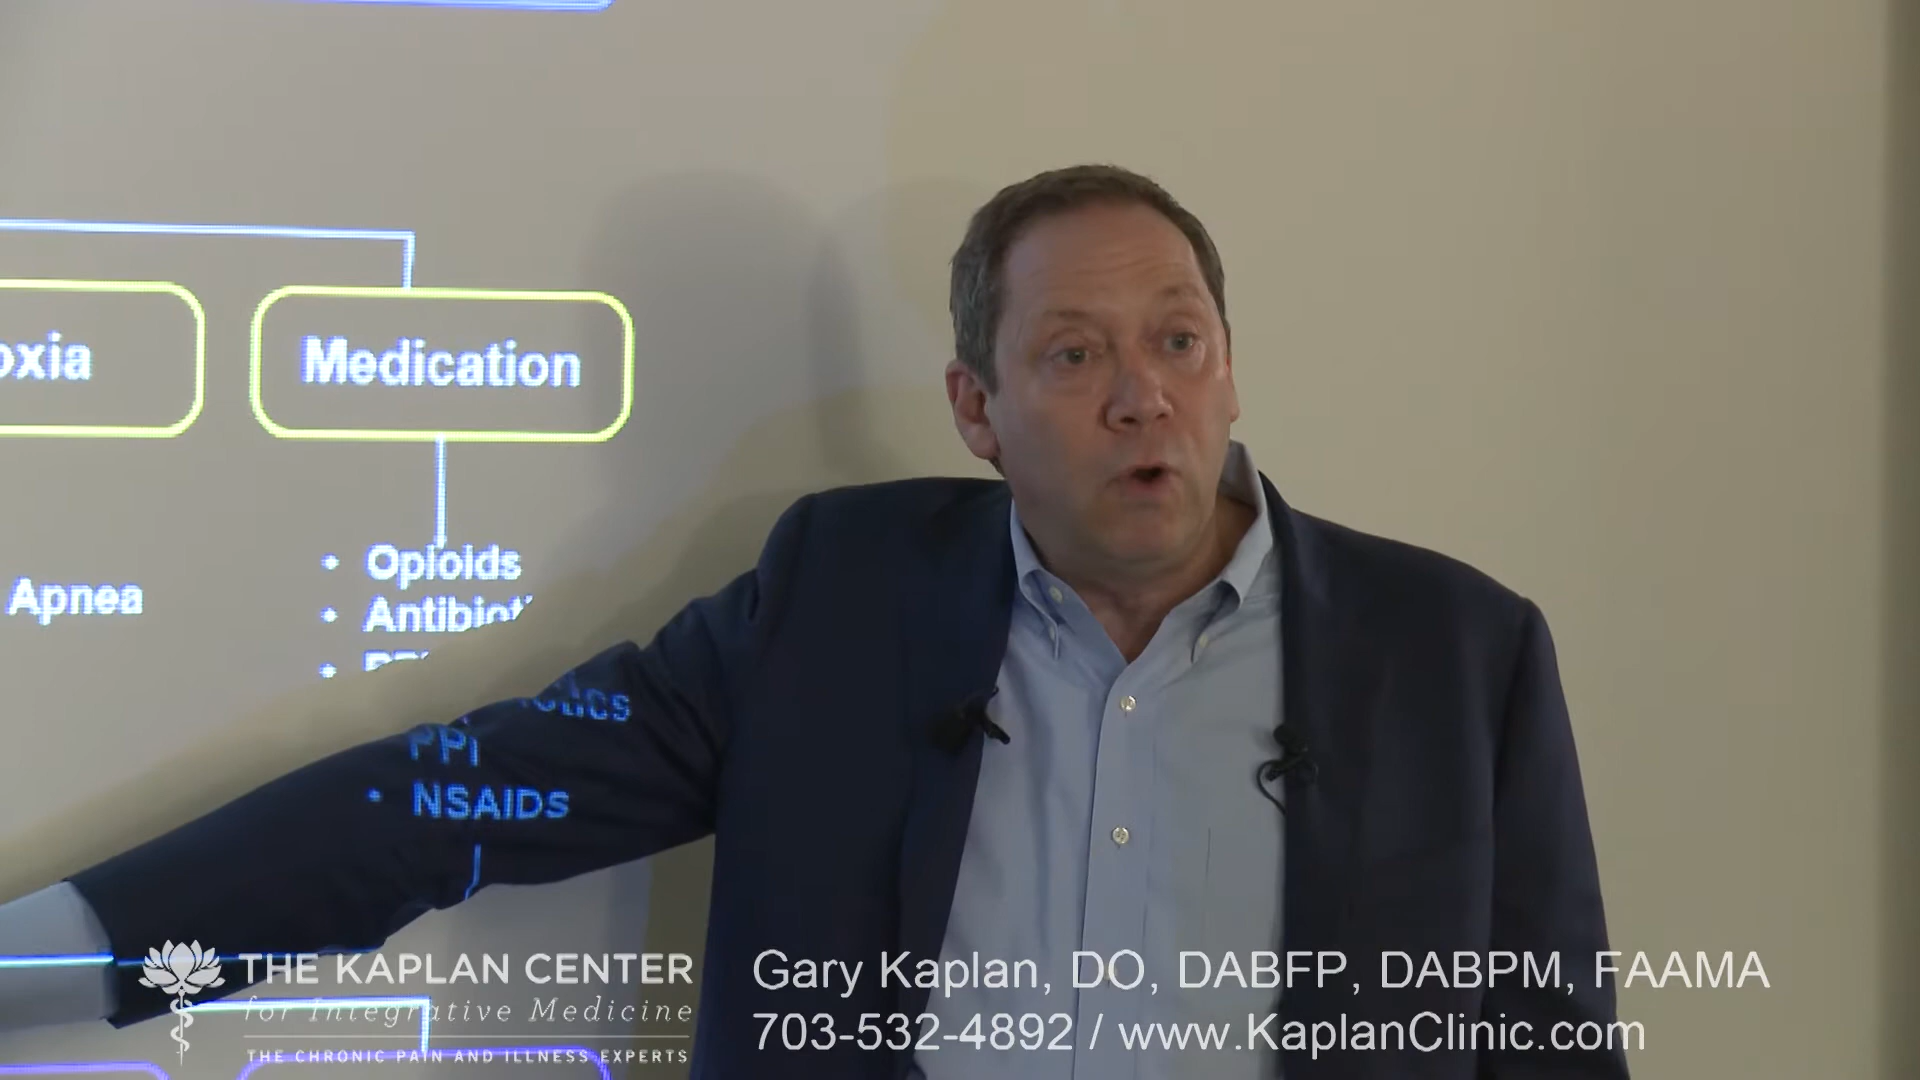 oxia
Medication
Apnea
• Opioids
• Antibiotics
PPI
• NSAIDS
THE KAPLAN CENTER
for Integrative Medicine
THE CHRONIC PAIN AND ILLNESS EXPERTS
Gary Kaplan, DO, DABFP, DABPM, FAAMA
703-532-4892 / www.KaplanClinic.com